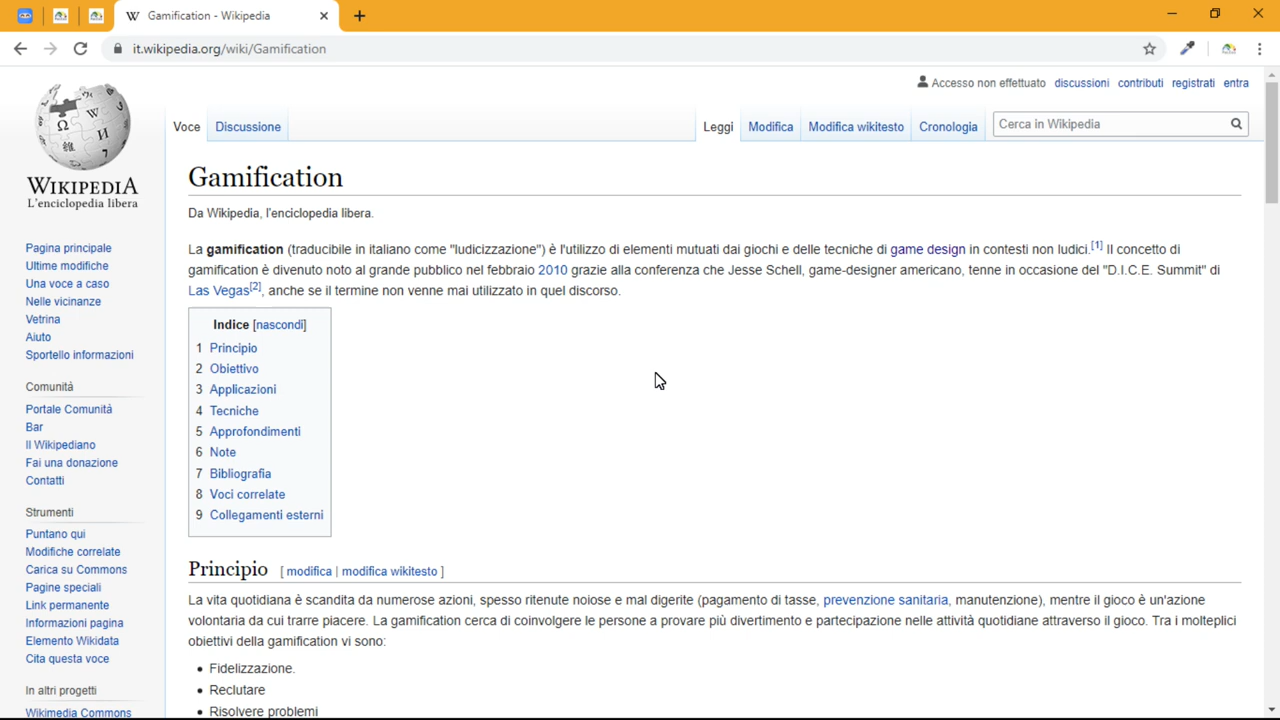 Gamification - Wikipedia
it.wikipedia.org/wiki/Gamification
Accesso non effettuato discussioni contributi registrati entra
Voce Discussione Leggi Modifica Modifica wikitesto Cronologia Cerca in Wikipedia
WIKIPEDIA
L'enciclopedia libera
Gamification
Da Wikipedia, l'enciclopedia libera.
La gamification (traducibile in italiano come "ludicizzazione") è l'utilizzo di elementi mutuati dai giochi e delle tecniche di game design in contesti non ludici.[1] Il concetto di
gamification è divenuto noto al grande pubblico nel febbraio 2010 grazie alla conferenza che Jesse Schell, game-designer americano, tenne in occasione del "D.I.C.E. Summit" di
Las Vegas[2], anche se il termine non venne mai utilizzato in quel discorso.
Indice [nascondi]
1 Principio
2 Obiettivo
3 Applicazioni
4 Tecniche
5 Approfondimenti
6 Note
7 Bibliografia
8 Voci correlate
9 Collegamenti esterni
Principio [ modifica | modifica wikitesto ]
La vita quotidiana è scandita da numerose azioni, spesso ritenute noiose e mal digerite (pagamento di tasse, prevenzione sanitaria, manutenzione), mentre il gioco è un'azione
volontaria da cui trarre piacere. La gamification cerca di coinvolgere le persone a provare più divertimento e partecipazione nelle attività quotidiane attraverso il gioco. Tra i molteplici
obiettivi della gamification vi sono:
• Fidelizzazione.
• Reclutare
• Risolvere problemi
Pagina principale
Ultime modifiche
Una voce a caso
Nelle vicinanze
Vetrina
Aiuto
Sportello informazioni
Comunità
Portale Comunità
Bar
Il Wikipediano
Fai una donazione
Contatti
Strumenti
Puntano qui
Modifiche correlate
Carica su Commons
Pagine speciali
Link permanente
Informazioni pagina
Elemento Wikidata
Cita questa voce
In altri progetti
Wikimedia Commons